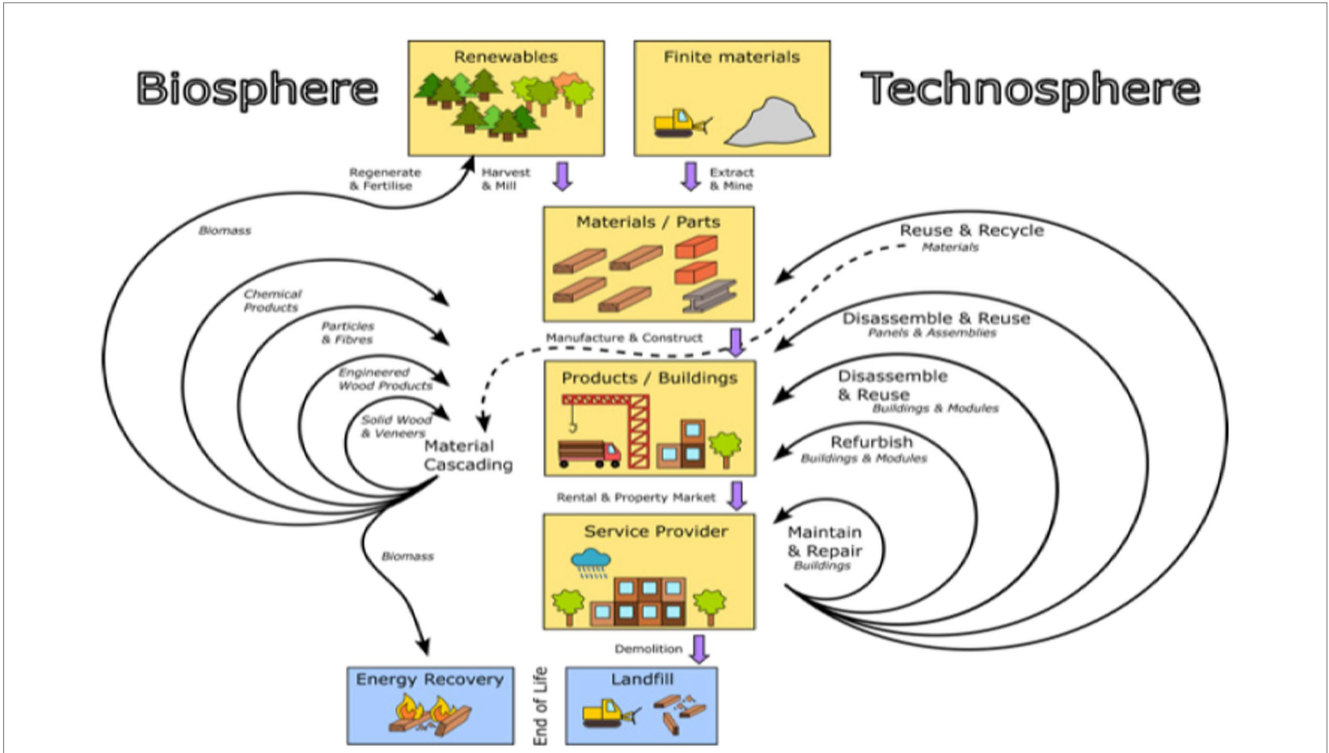 Biosphere
Technosphere
Renewables
Finite materials
Regenerate
& Fertilise
Harvest
& Mill
Extract
& Mine
Materials / Parts
Biomass
Chemical
Products
Particles
& Fibres
Engineered
Wood Products
Solid Wood
& Veneers
Material
Cascading
Biomass
Manufacture & Construct
Products / Buildings
Rental & Property Market
Service Provider
Demolition
Reuse & Recycle
Materials
Disassemble & Reuse
Panels & Assemblies
Disassemble
& Reuse
Buildings & Modules
Refurbish
Buildings & Modules
Maintain
& Repair
Buildings
Energy Recovery
End of Life
Landfill